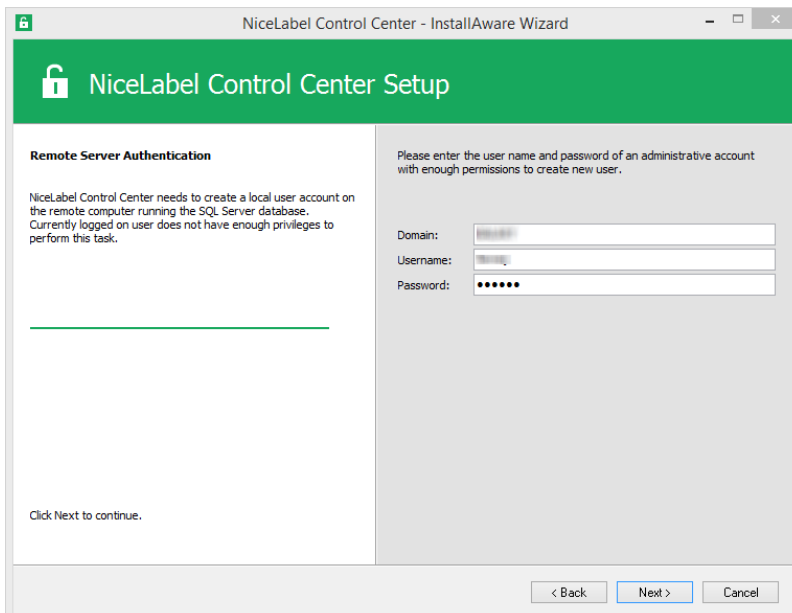 NiceLabel Control Center - InstallAware Wizard
NiceLabel Control Center Setup
Remote Server Authentication
NiceLabel Control Center needs to create a local user account on
the remote computer running the SQL Server database.
Currently logged on user does not have enough privileges to
perform this task.
Click Next to continue.
Please enter the user name and password of an administrative account
with enough permissions to create new user.
Domain:
Username:
Password: ●●●●●●
< Back
Next >
Cancel